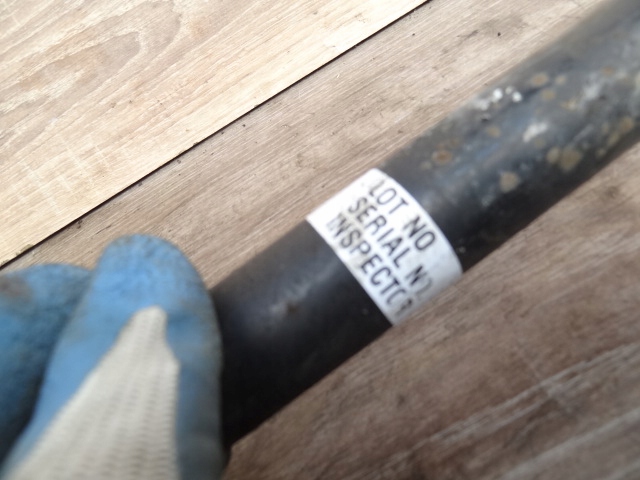 LOT NO
SERIAL NO
INSPECTOR